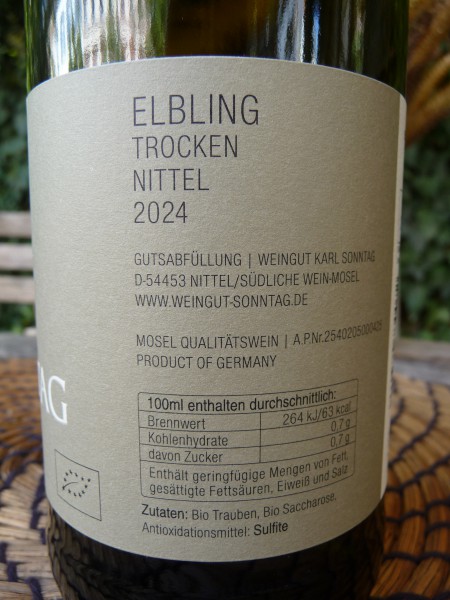 ELBLING
TROCKEN
NITTEL
2024
GUTSABFÜLLUNG | WEINGUT KARL SONNTAG
D-54453 NITTEL/SÜDLICHE WEIN-MOSEL
WWW.WEINGUT-SONNTAG.DE
MOSEL QUALITÄTSWEIN | A.P.Nr.2540205000425
PRODUCT OF GERMANY
TAG
100ml enthalten durchschnittlich:
Brennwert 264 kJ/63 kcal
Kohlenhydrate 0,7 g
davon Zucker 0,7 g
Enthält geringfügige Mengen von Fett,
gesättigte Fettsäuren, Eiweiß und Salz
Zutaten: Bio Trauben, Bio Saccharose,
Antioxidationsmittel: Sulfite